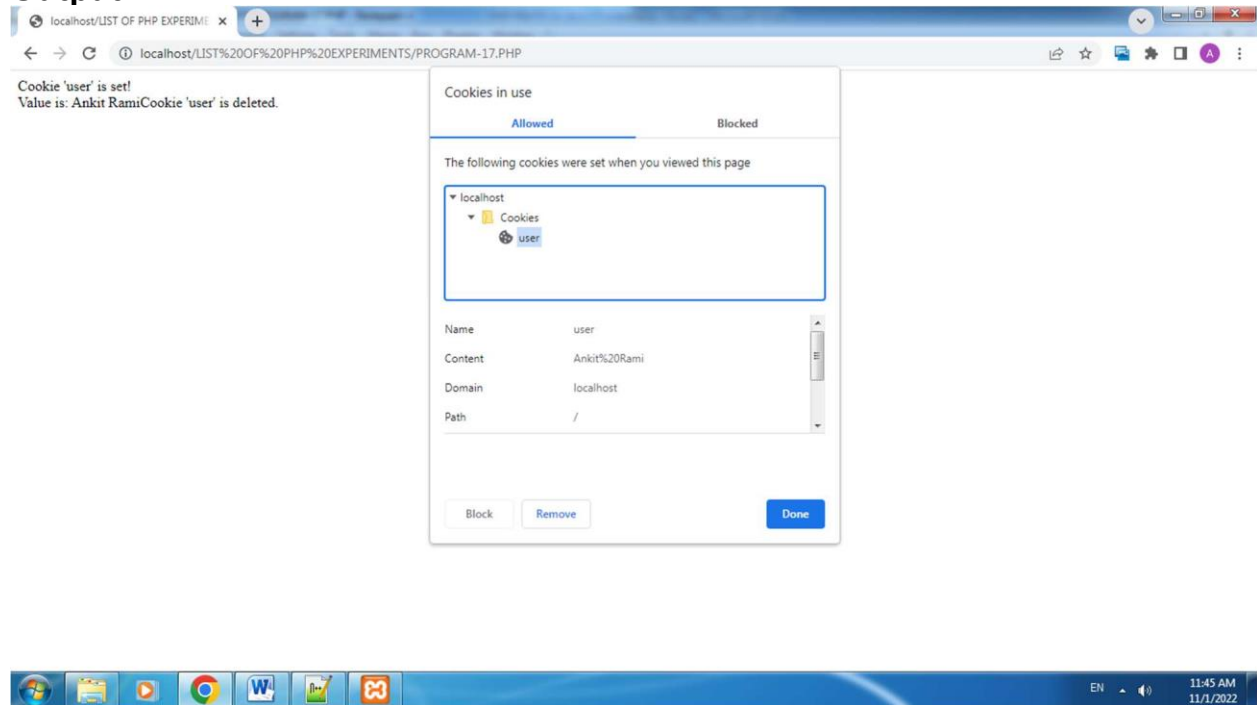 localhost/LIST OF PHP EXPERIME
localhost/LIST%20OF%20PHP%20EXPERIMENTS/PROGRAM-17.PHP
A
Cookie 'user' is set!
Value is: Ankit RamiCookie 'user' is deleted.
Cookies in use
Allowed Blocked
The following cookies were set when you viewed this page
localhost
Cookies
user
Name user
Content Ankit%20Rami
Domain localhost
Path /
Block Remove Done
EN 11:45 AM
11/1/2022